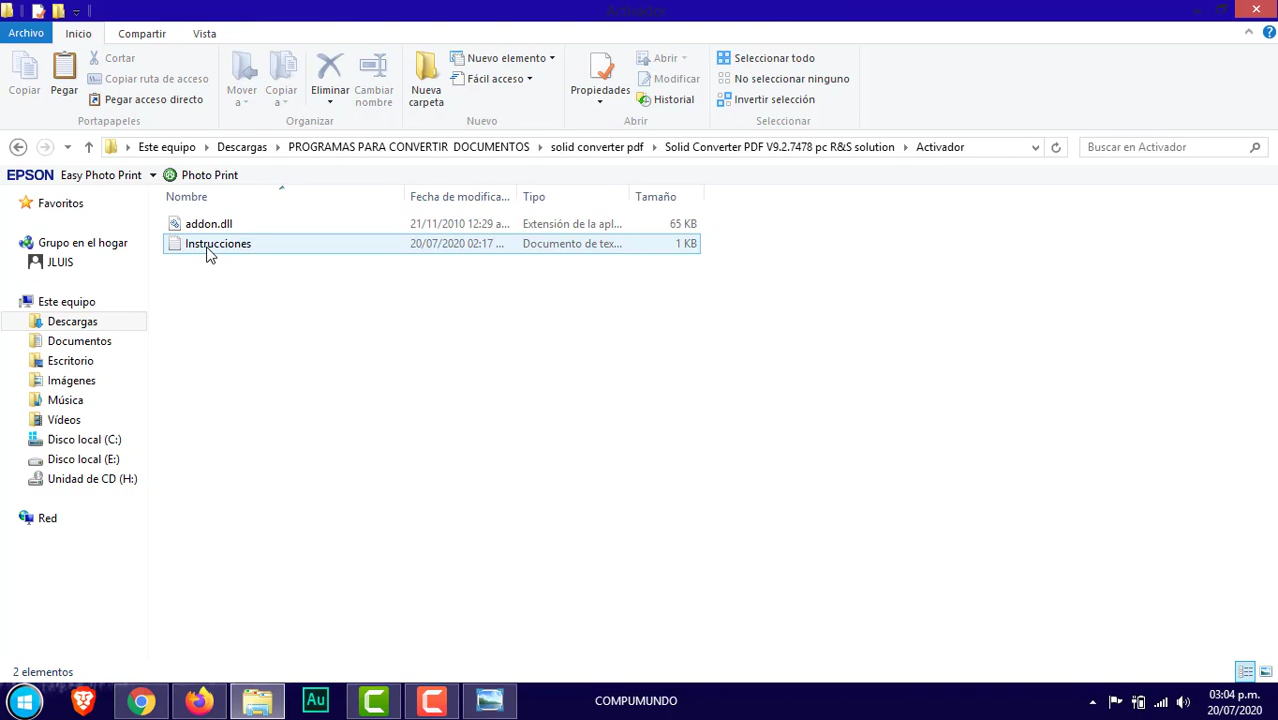 Activador
Archivo Inicio Compartir Vista
Copiar
Pegar
Cortar
Copiar ruta de acceso
Pegar acceso directo
Portapapeles
Mover a
Copiar a
Eliminar
Cambiar nombre
Organizar
Nueva carpeta
Nuevo elemento
Fácil acceso
Nuevo
Propiedades
Abrir
Modificar
Historial
Abrir
Seleccionar todo
No seleccionar ninguno
Invertir selección
Seleccionar
Este equipo Descargas PROGRAMAS PARA CONVERTIR DOCUMENTOS solid converter pdf Solid Converter PDF V9.2.7478 pc R&S solution Activador
Buscar en Activador
EPSON Easy Photo Print Photo Print
Favoritos
Grupo en el hogar
JLUIS
Este equipo
Descargas
Documentos
Escritorio
Imágenes
Música
Vídeos
Disco local (C:)
Disco local (E:)
Unidad de CD (H:)
Red
Nombre Fecha de modifica... Tipo Tamaño
addon.dll 21/11/2010 12:29 a... Extensión de la apl... 65 KB
Instrucciones 20/07/2020 02:17 ... Documento de tex... 1 KB
2 elementos
Au
COMPUMUNDO
03:04 p.m.
20/07/2020